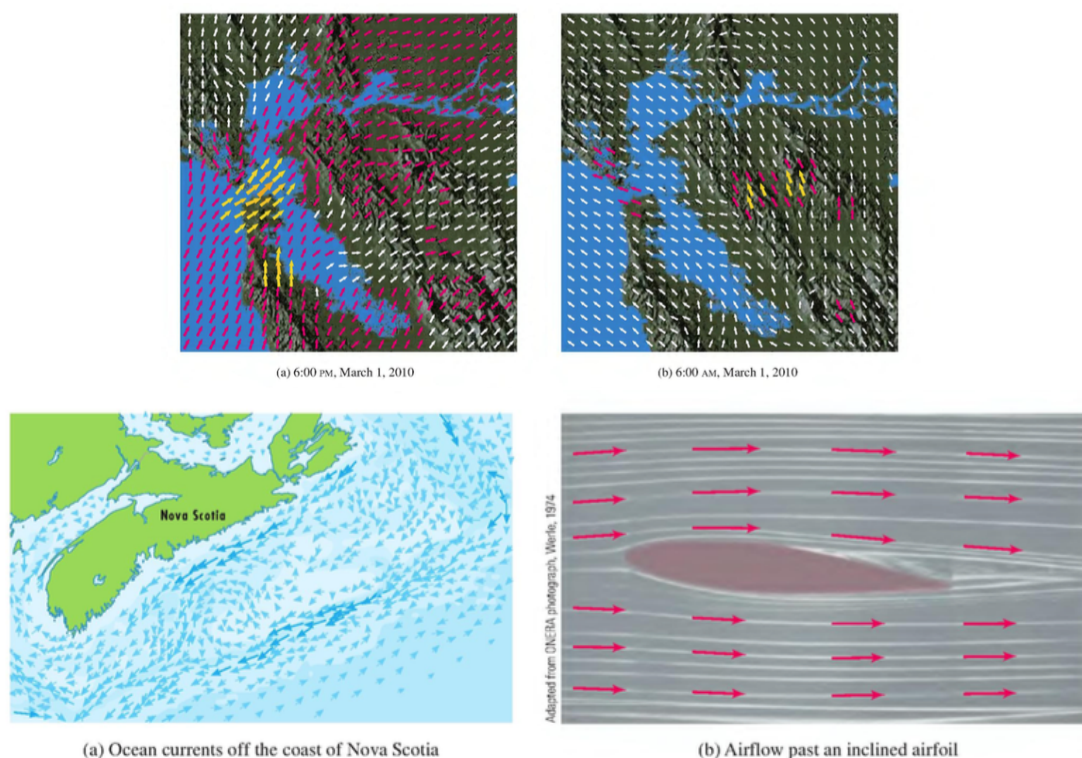 (a) 6:00 PM, March 1, 2010
(b) 6:00 AM, March 1, 2010
Nova Scotia
Adapted from ONERA photograph, Werle, 1974
(a) Ocean currents off the coast of Nova Scotia
(b) Airflow past an inclined airfoil